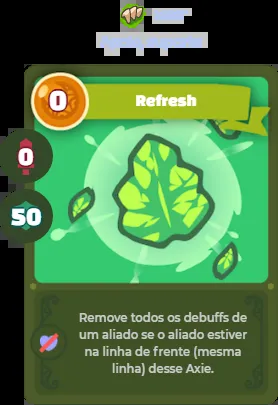 0
Refresh
0
50
Remove todos os debuffs de
um aliado se o aliado estiver
na linha de frente (mesma
linha) desse Axie.